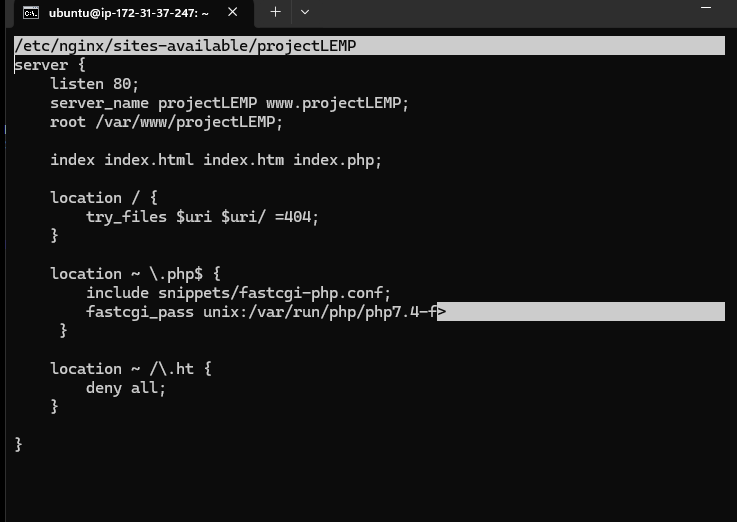 ubuntu@ip-172-31-37-247: ~
/etc/nginx/sites-available/projectLEMP
server {
    listen 80;
    server_name projectLEMP www.projectLEMP;
    root /var/www/projectLEMP;

    index index.html index.htm index.php;

    location / {
        try_files $uri $uri/ =404;
    }

    location ~ \.php$ {
        include snippets/fastcgi-php.conf;
        fastcgi_pass unix:/var/run/php/php7.4-f>
     }

    location ~ /\.ht {
        deny all;
    }

}